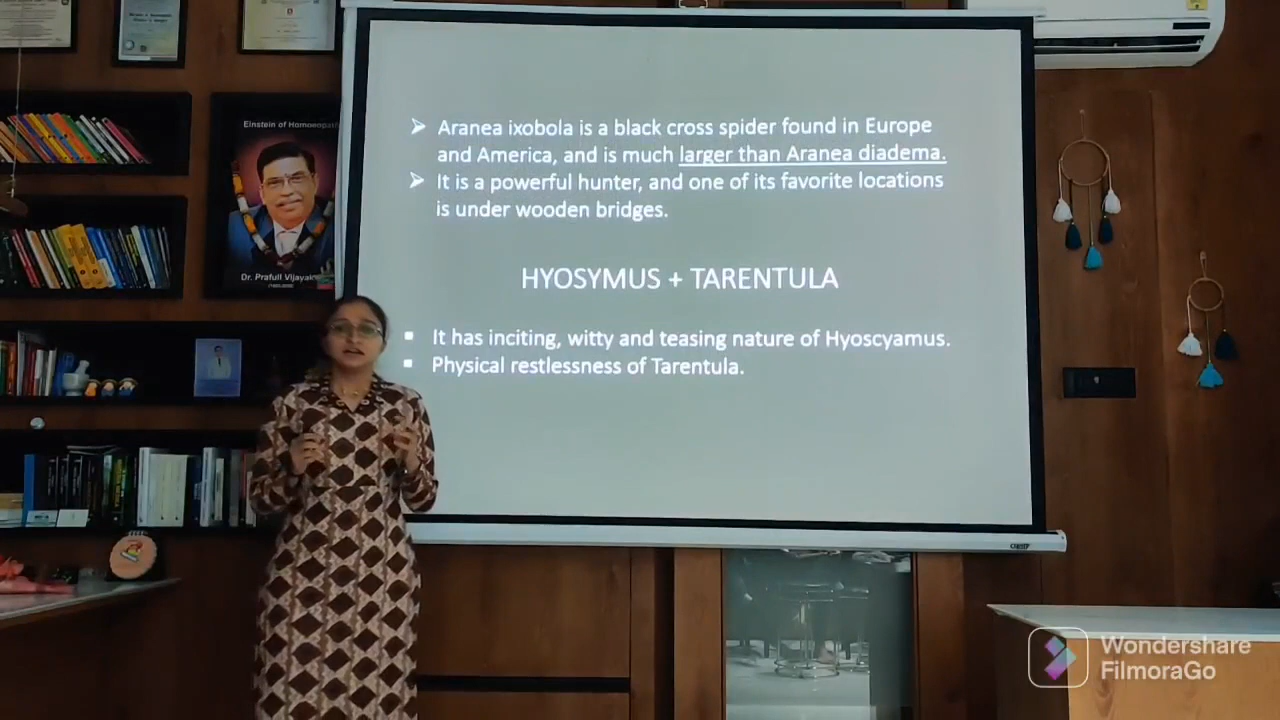 Einstein of Homoeopath
Dr. Prafull Vijayak
➢ Aranea ixobola is a black cross spider found in Europe
and America, and is much larger than Aranea diadema.
➢ It is a powerful hunter, and one of its favorite locations
is under wooden bridges.
HYOSYMUS + TARENTULA
▪ It has inciting, witty and teasing nature of Hyoscyamus.
▪ Physical restlessness of Tarentula.
Wondershare
FilmoraGo